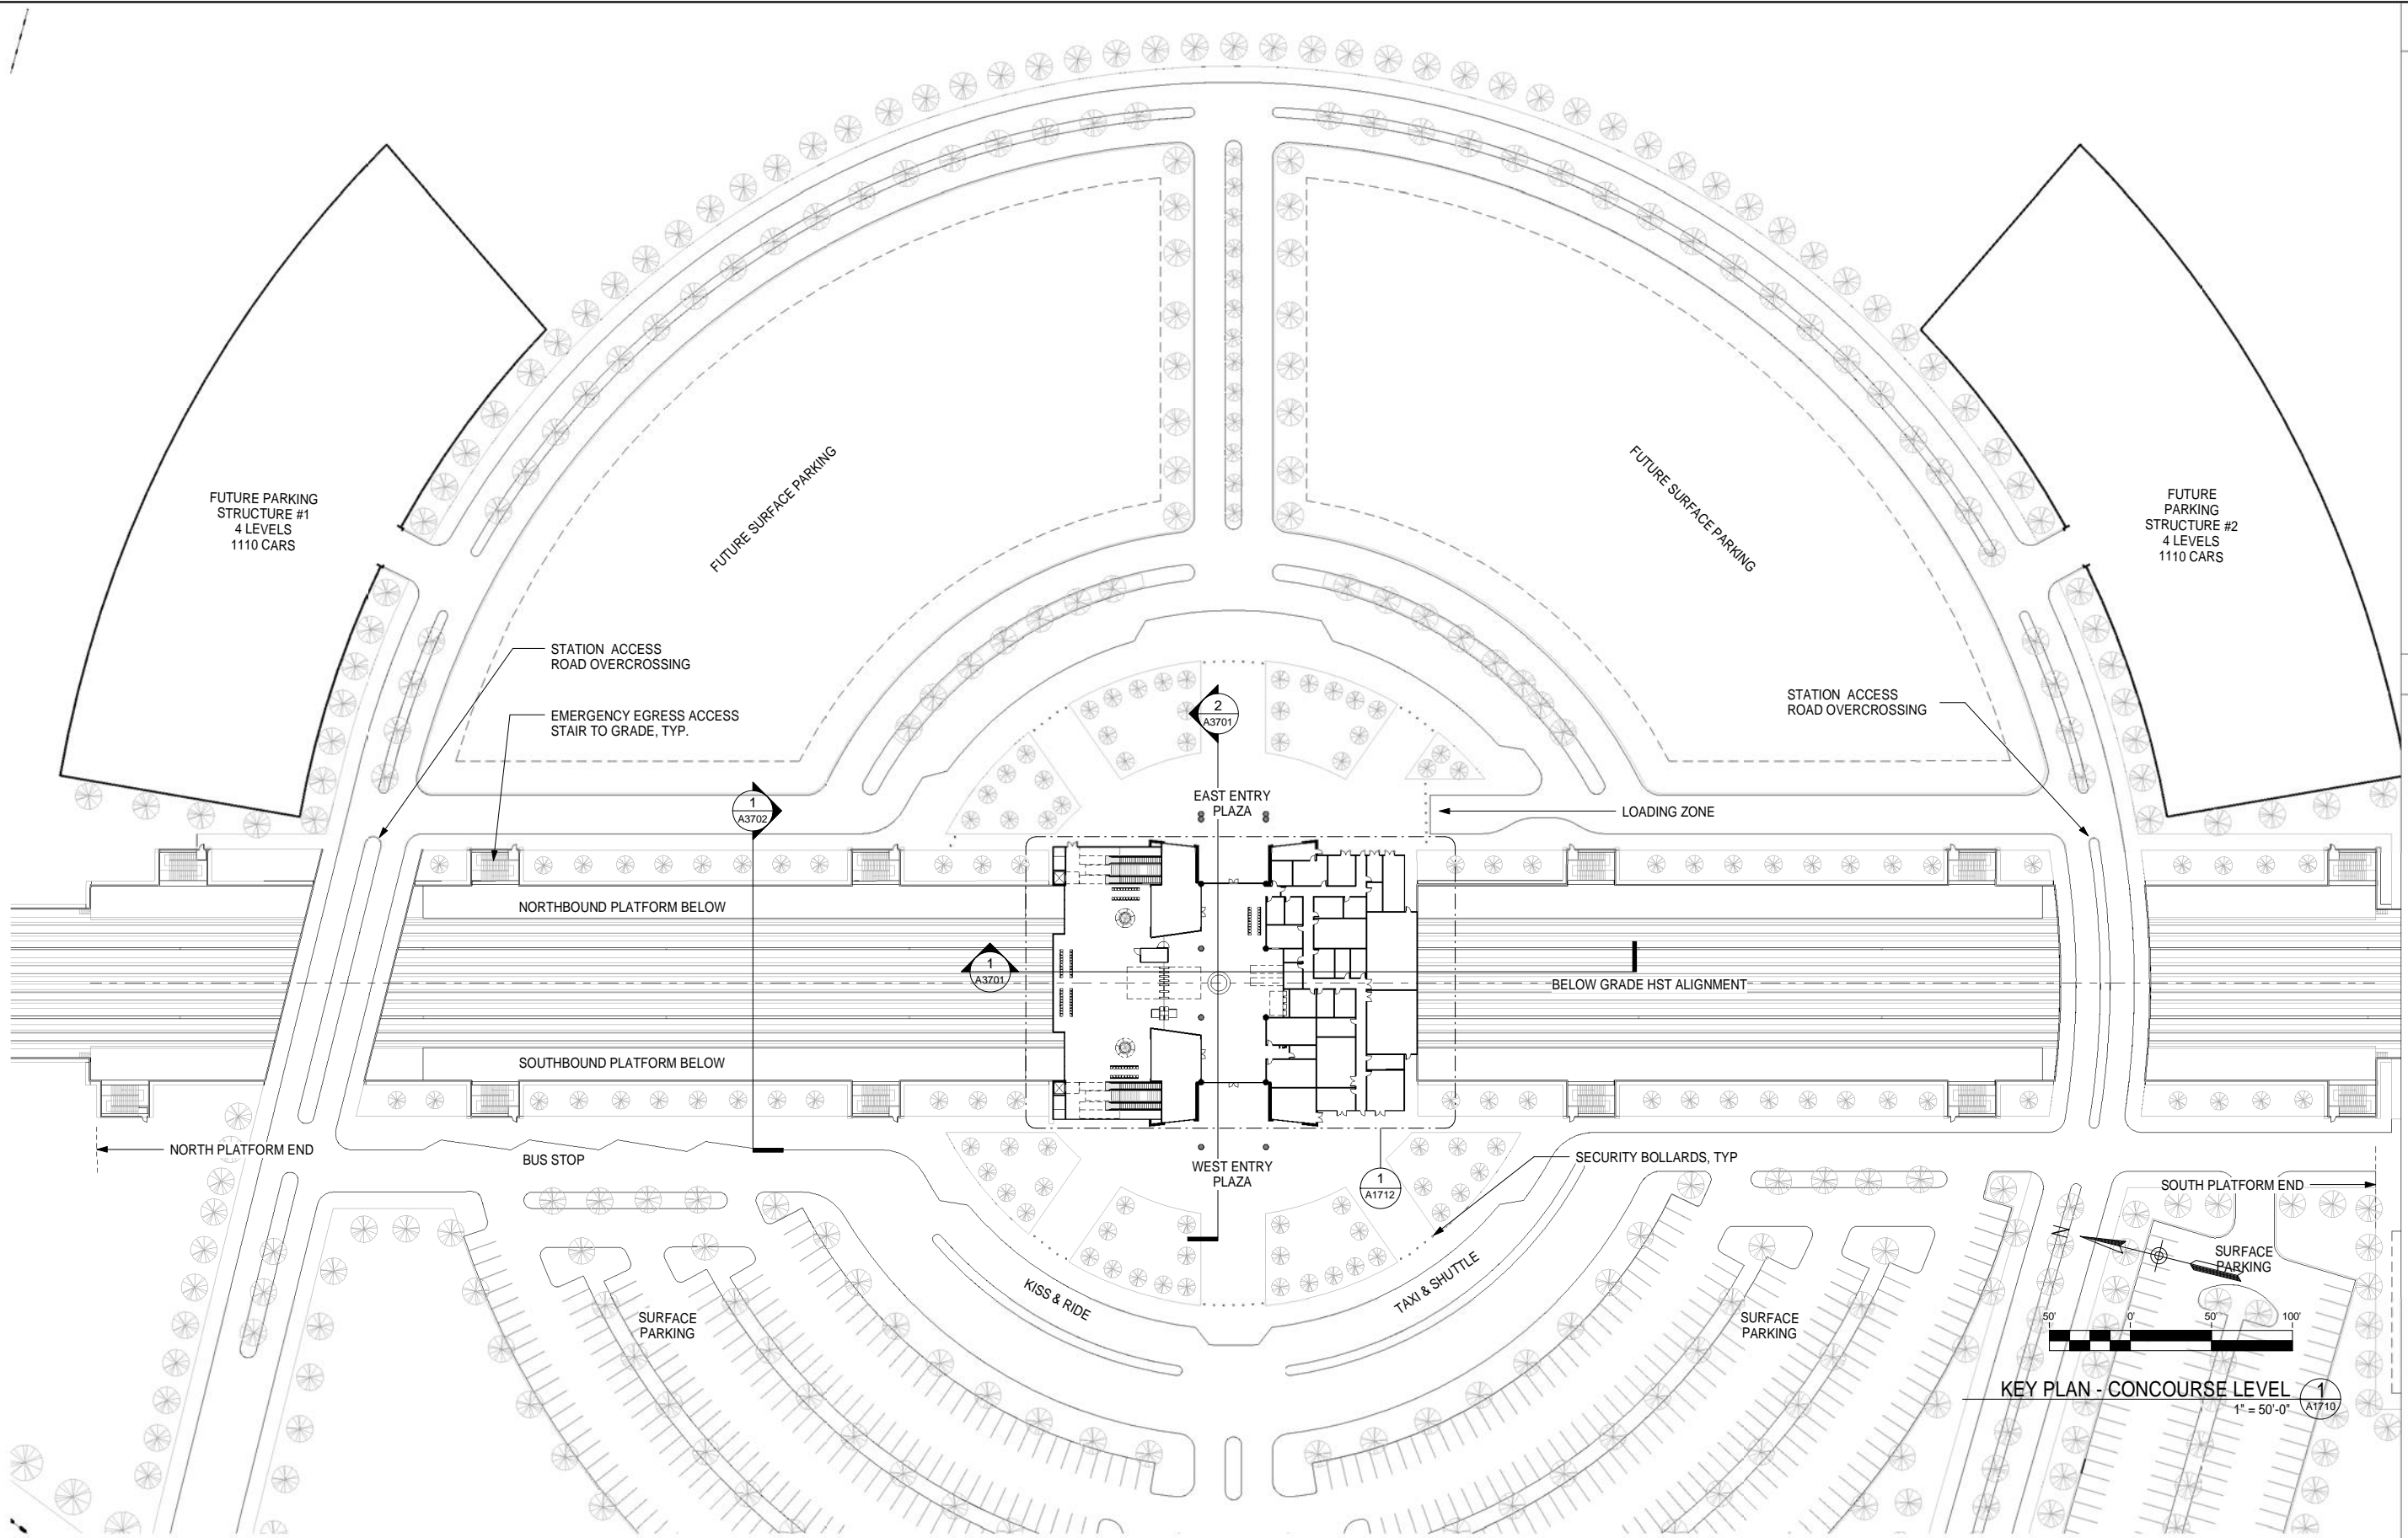 FUTURE PARKING
STRUCTURE #1
4 LEVELS
1110 CARS
FUTURE SURFACE PARKING
FUTURE SURFACE PARKING
FUTURE
PARKING
STRUCTURE #2
4 LEVELS
1110 CARS
STATION ACCESS
ROAD OVERCROSSING
EMERGENCY EGRESS ACCESS
STAIR TO GRADE, TYP.
2
A3701
STATION ACCESS
ROAD OVERCROSSING
1
A3702
EAST ENTRY
PLAZA
LOADING ZONE
NORTHBOUND PLATFORM BELOW
1
A3701
BELOW GRADE HST ALIGNMENT
SOUTHBOUND PLATFORM BELOW
NORTH PLATFORM END
BUS STOP
WEST ENTRY
PLAZA
1
A1712
SECURITY BOLLARDS, TYP
SOUTH PLATFORM END
N
SURFACE
PARKING
KISS & RIDE
TAXI & SHUTTLE
SURFACE
PARKING
SURFACE
PARKING
50' 0' 50' 100'
KEY PLAN - CONCOURSE LEVEL
1" = 50'-0"
1
A1710